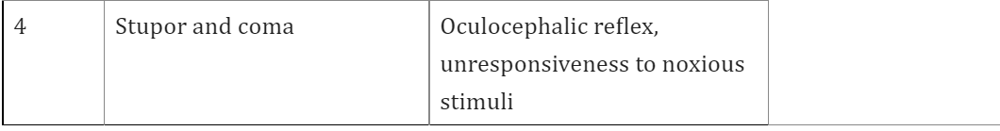 4 Stupor and coma Oculocephalic reflex,
unresponsiveness to noxious
stimuli